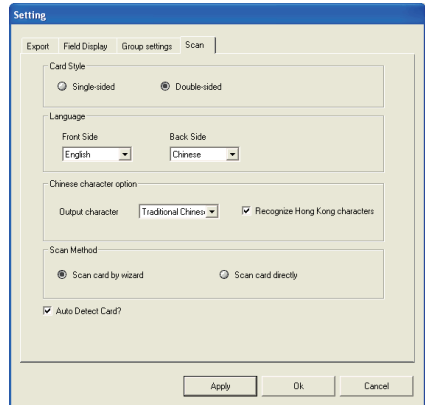 Setting
Export Field Display Group settings Scan
Card Style
Single-sided Double-sided
Language
Front Side Back Side
English Chinese
Chinese character option
Output character Traditional Chines Recognize Hong Kong characters
Scan Method
Scan card by wizard Scan card directly
Auto Detect Card?
Apply Ok Cancel